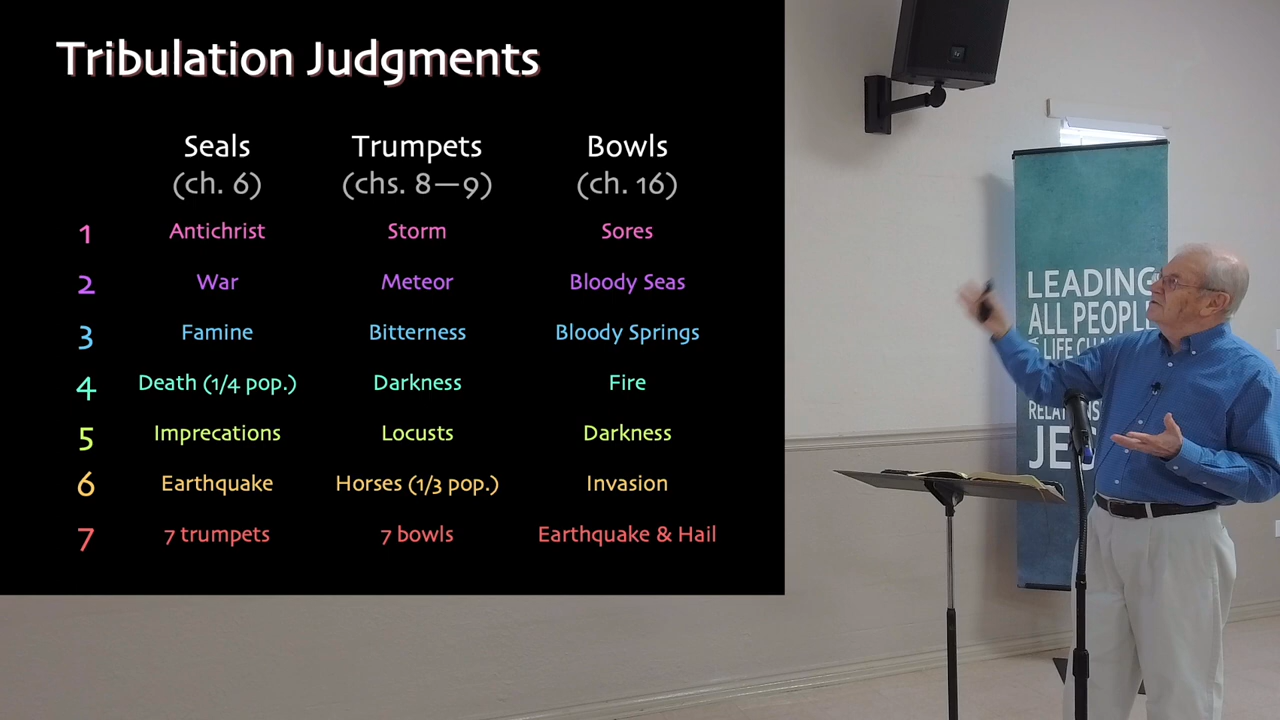 Tribulation Judgments
Seals Trumpets Bowls
(ch. 6) (chs. 8—9) (ch. 16)
1 Antichrist Storm Sores
2 War Meteor Bloody Seas
3 Famine Bitterness Bloody Springs
4 Death (1/4 pop.) Darkness Fire
5 Imprecations Locusts Darkness
6 Earthquake Horses (1/3 pop.) Invasion
7 7 trumpets 7 bowls Earthquake & Hail
LEADING
ALL PEOPLE
LIFE